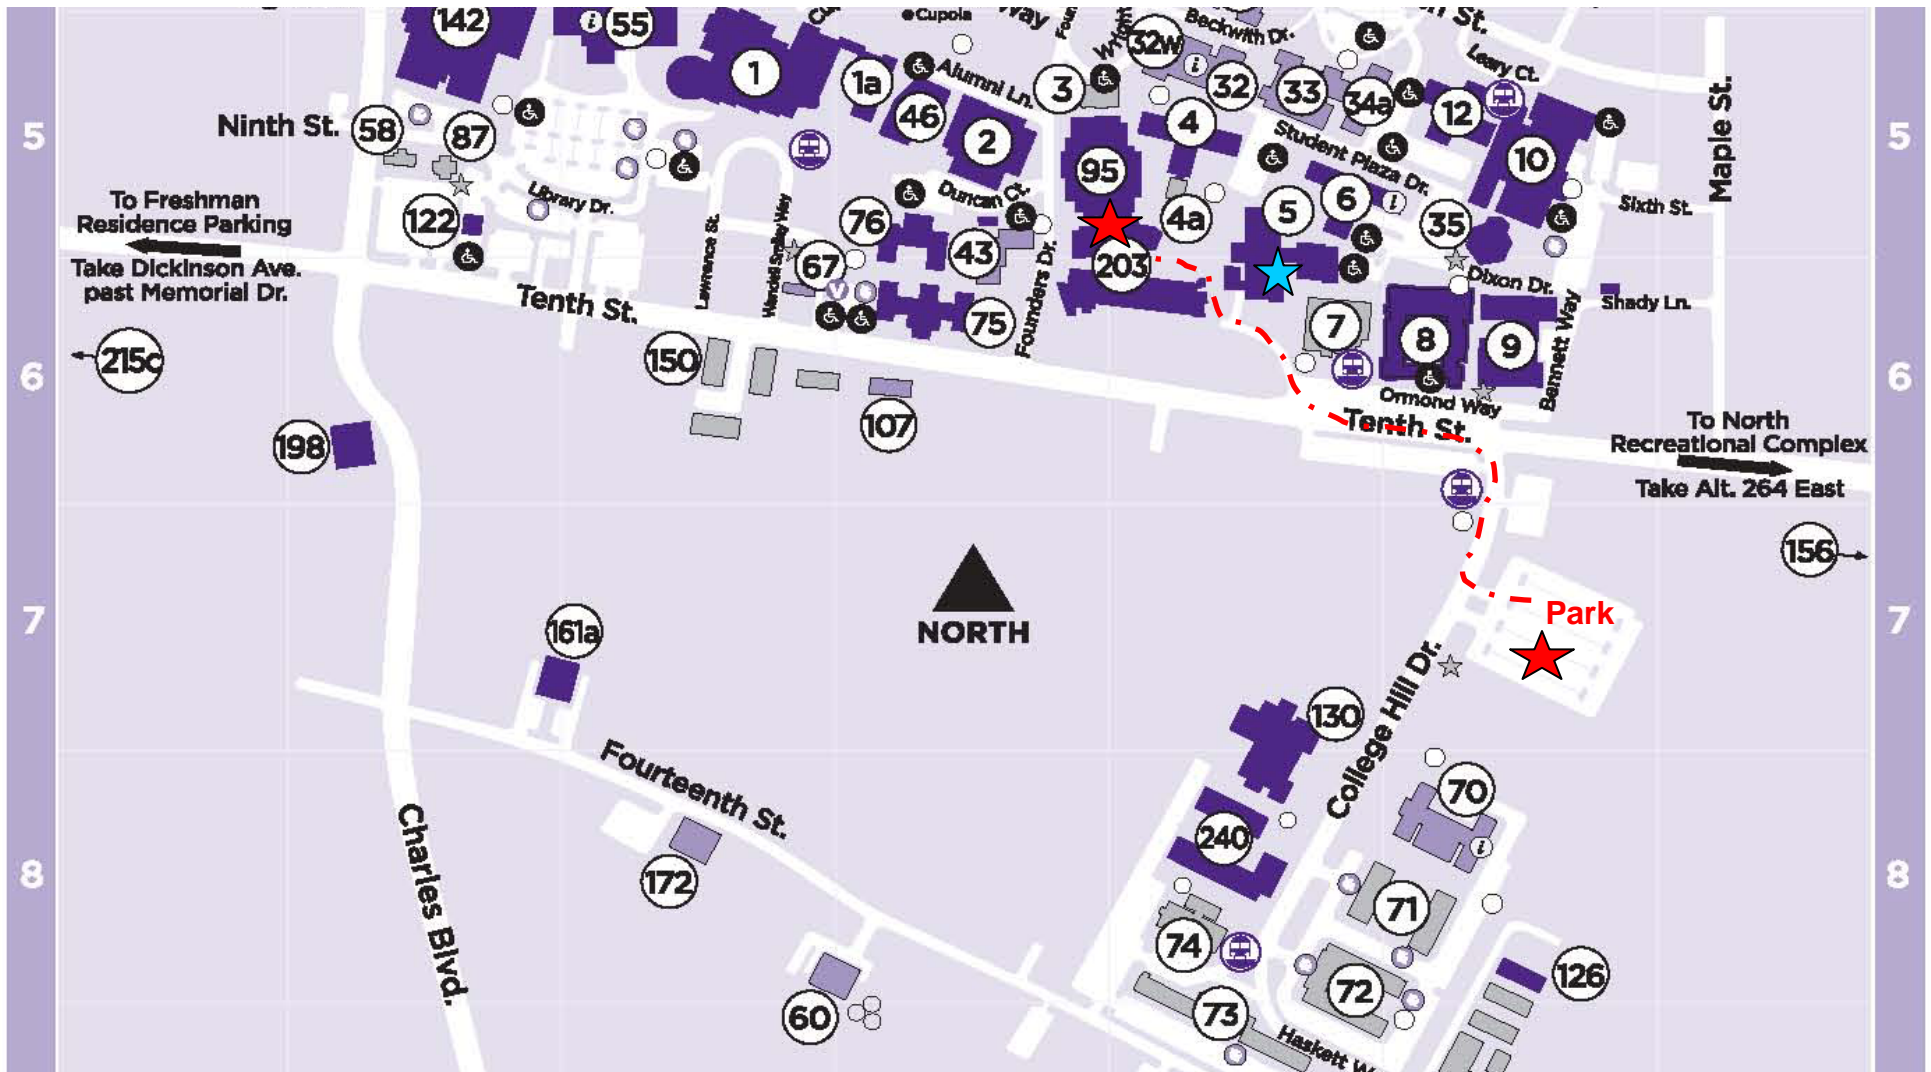 142
55
Cupola
Way
St.
1
1a
46
Alumni Ln.
3
32w
Beckwith Dr.
32
33
34a
Leary Ct.
12
10
Maple St.
5
5
Ninth St.
58
87
2
95
4
Student Plaza Dr.
To Freshman
Residence Parking
Take Dickinson Ave.
past Memorial Dr.
122
Library Dr.
Lawrence St.
Wendell Smiley Way
76
Duncan Ct.
43
67
4a
5
6
35
Sixth St.
203
Founders Dr.
Dixon Dr.
Shady Ln.
Tenth St.
75
7
8
9
Bennett Way
215c
150
107
6
6
Ormond Way
Tenth St.
To North
Recreational Complex
Take Alt. 264 East
198
156
NORTH
7
7
161a
Park
College Hill Dr.
130
Fourteenth St.
70
240
Charles Blvd.
172
8
8
71
74
126
72
60
73
Haskett W